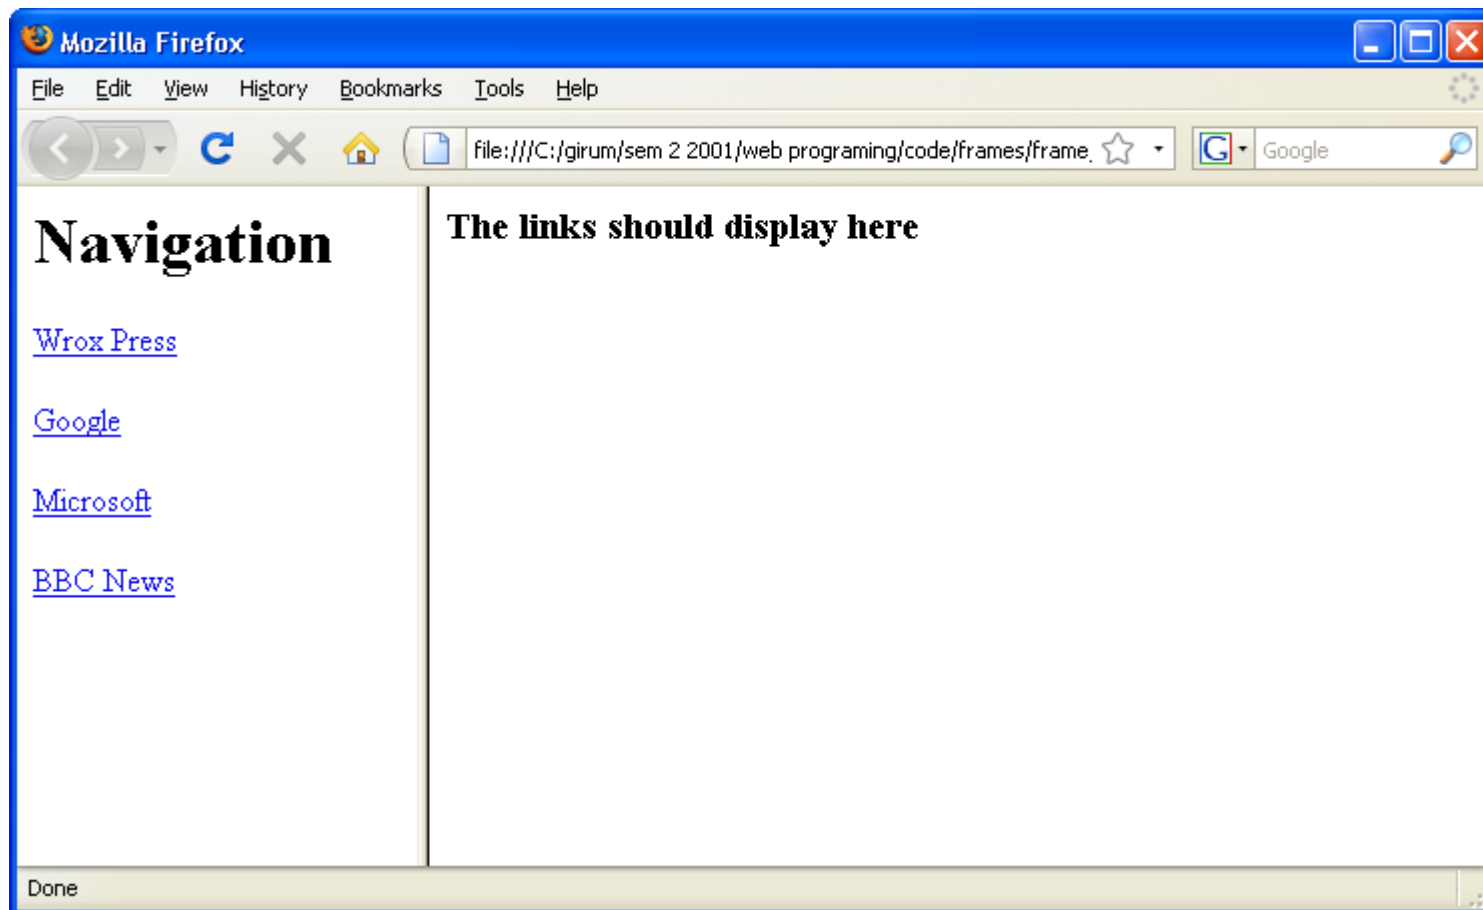 Mozilla Firefox
File Edit View History Bookmarks Tools Help
file:///C:/girum/sem 2 2001/web programing/code/frames/frame_ G Google
Navigation
Wrox Press
Google
Microsoft
BBC News
The links should display here
Done